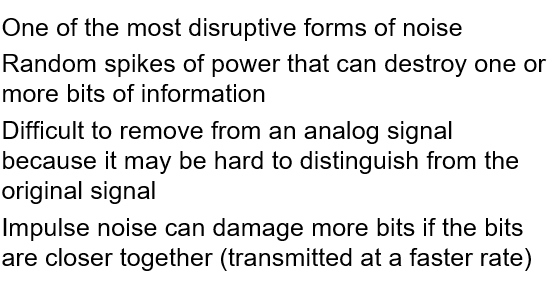 One of the most disruptive forms of noise
Random spikes of power that can destroy one or
more bits of information
Difficult to remove from an analog signal
because it may be hard to distinguish from the
original signal
Impulse noise can damage more bits if the bits
are closer together (transmitted at a faster rate)